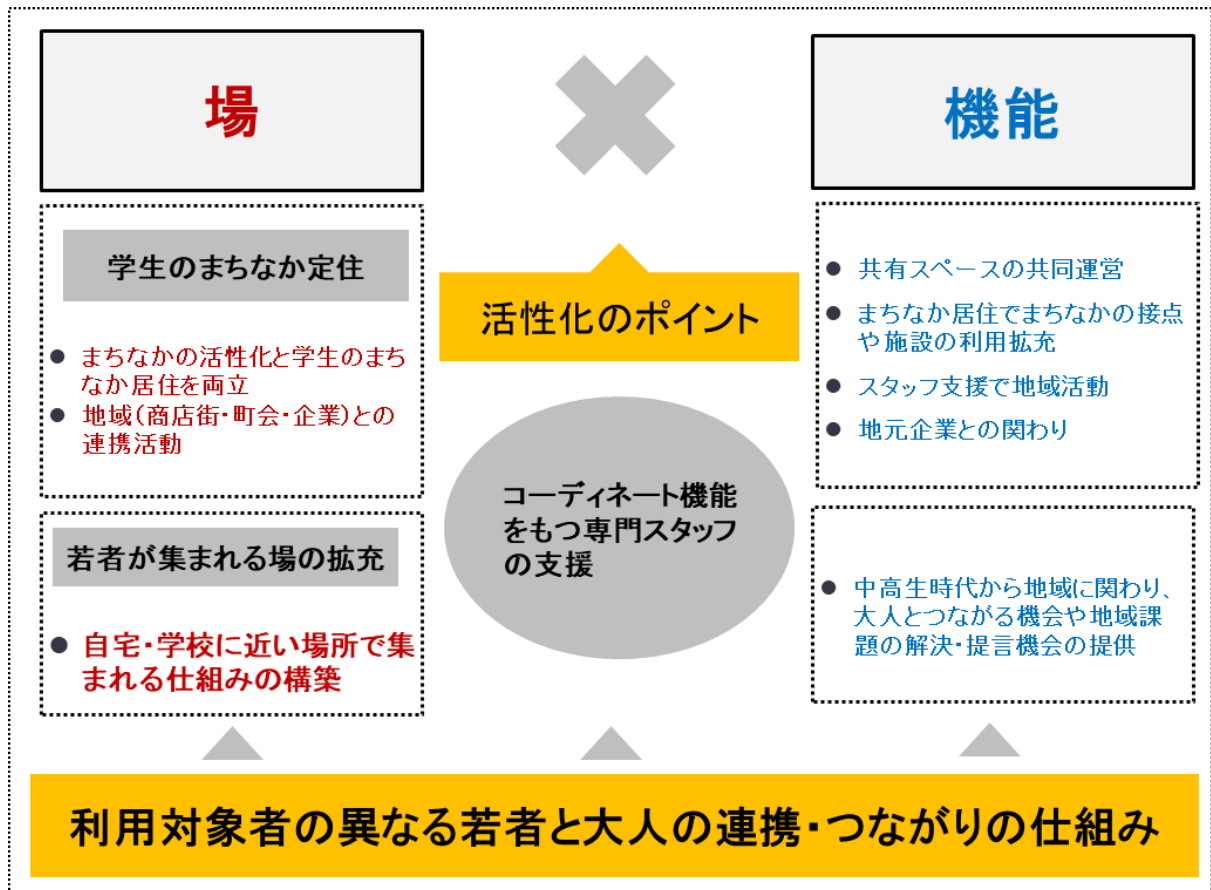 場
学生のまちなか定住
● まちなかの活性化と学生のまち
なか居住を両立
● 地域(商店街・町会・企業)との
連携活動
若者が集まれる場の拡充
● 自宅・学校に近い場所で集
まれる仕組みの構築
活性化のポイント
コーディネート機能
をもつ専門スタッフ
の支援
機能
● 共有スペースの共同運営
● まちなか居住でまちなかの接点
や施設の利用拡充
● スタッフ支援で地域活動
● 地元企業との関わり
● 中高生時代から地域に関わり、
大人とつながる機会や地域課
題の解決・提言機会の提供
利用対象者の異なる若者と大人の連携・つながりの仕組み